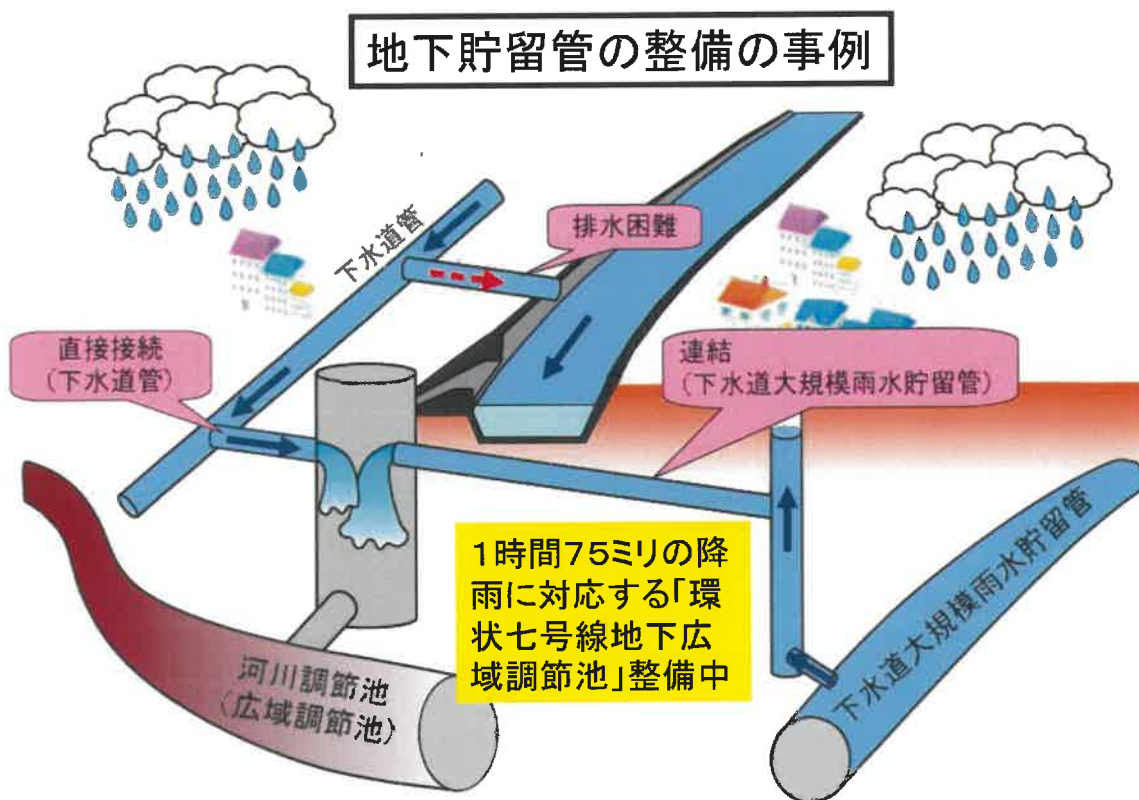 地下貯留管の整備の事例
下水道管
排水困難
直接接続
(下水道管)
連結
(下水道大規模雨水貯留管)
1時間75ミリの降
雨に対応する「環
状七号線地下広
域調節池」整備中
下水道大規模雨水貯留管
河川調節池
(広域調節池)